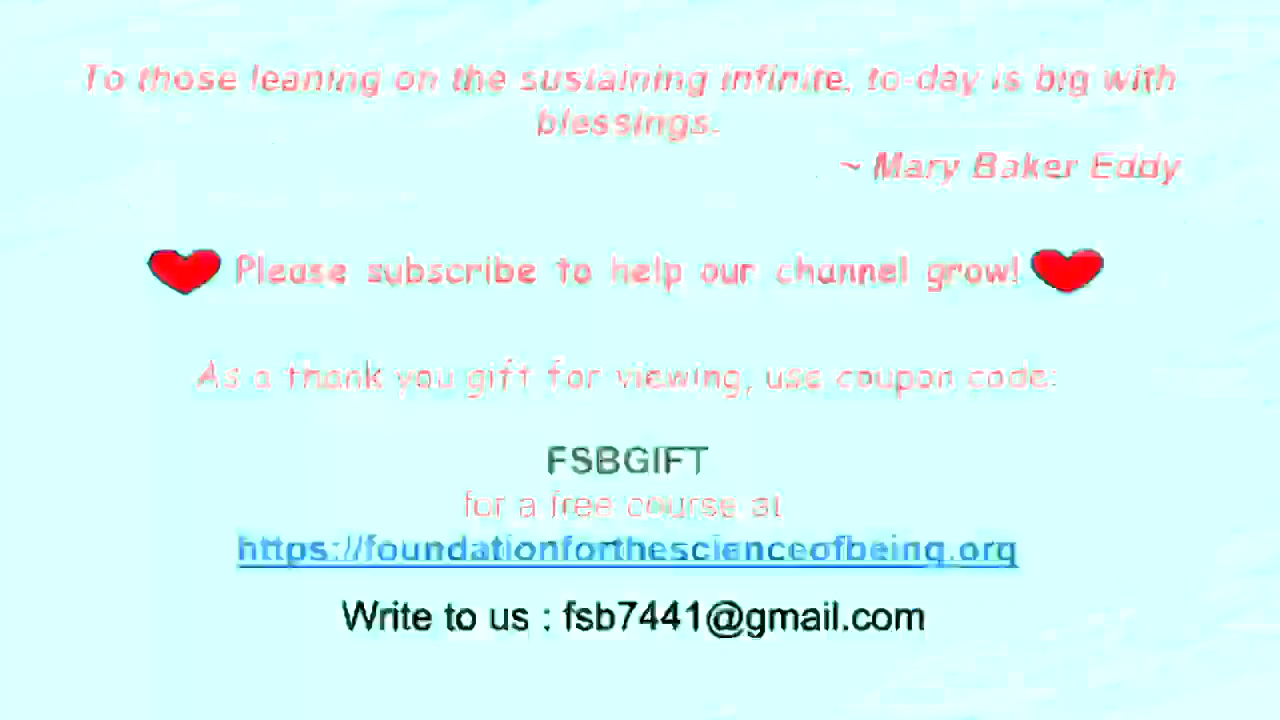 To those leaning on the sustaining infinite, to-day is big with
blessings.
~ Mary Baker Eddy
Please subscribe to help our channel grow!
As a thank you gift for viewing, use coupon code:
FSBGIFT
for a free course at
https://foundationforthescienceofbeing.org
Write to us : fsb7441@gmail.com